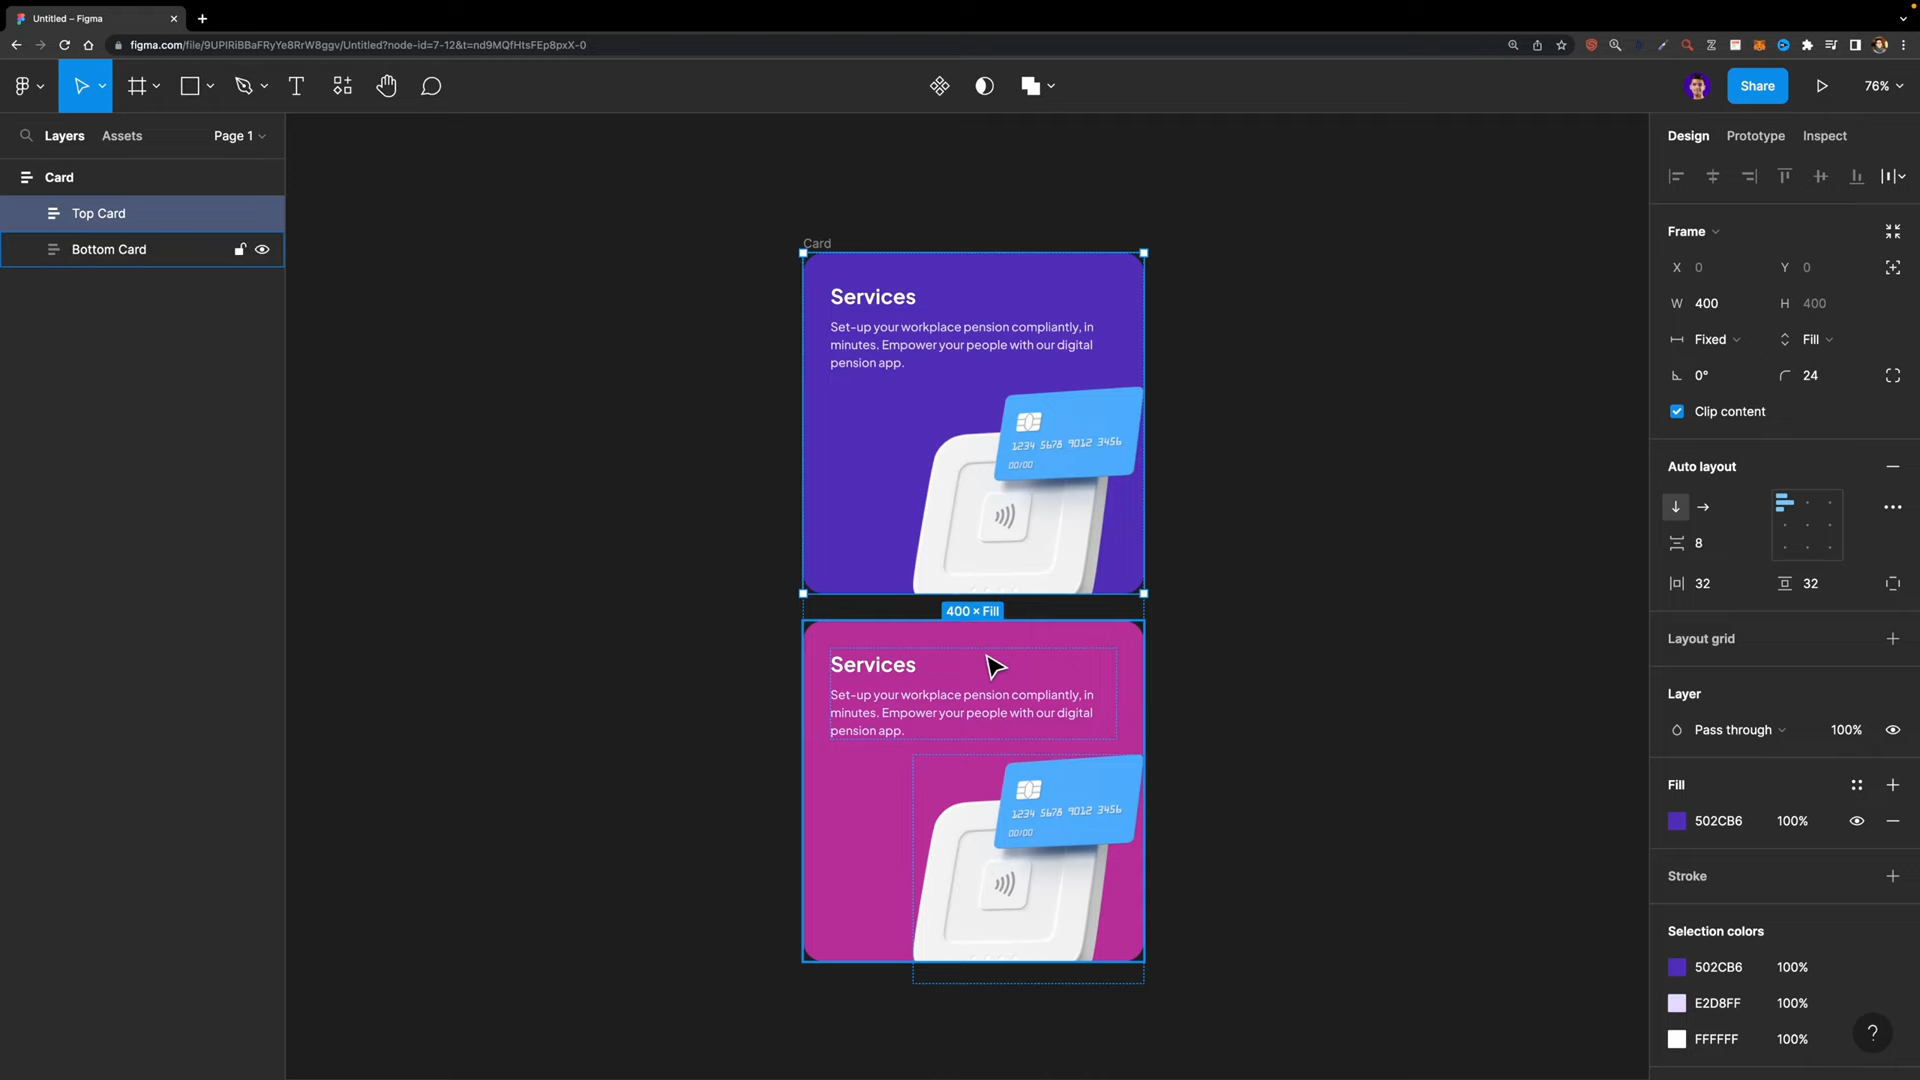 Untitled – Figma
figma.com/file/9UPIRiBBaFRyYe8RrW8ggv/Untitled?node-id=7-12&t=nd9MQfHtsFEp8pxX-0
Share
76%
Layers
Assets
Page 1
Card
Top Card
Bottom Card
Card
Services
Set-up your workplace pension compliantly, in
minutes. Empower your people with our digital
pension app.
1234 5678 9012 3456
00/00
400 × Fill
Services
Set-up your workplace pension compliantly, in
minutes. Empower your people with our digital
pension app.
1234 5678 9012 3456
00/00
Design
Prototype
Inspect
Frame
X 0
Y 0
W 400
H 400
Fixed
Fill
0°
24
Clip content
Auto layout
8
32
32
Layout grid
Layer
Pass through
100%
Fill
502CB6
100%
Stroke
Selection colors
502CB6
100%
E2D8FF
100%
FFFFFF
100%
?